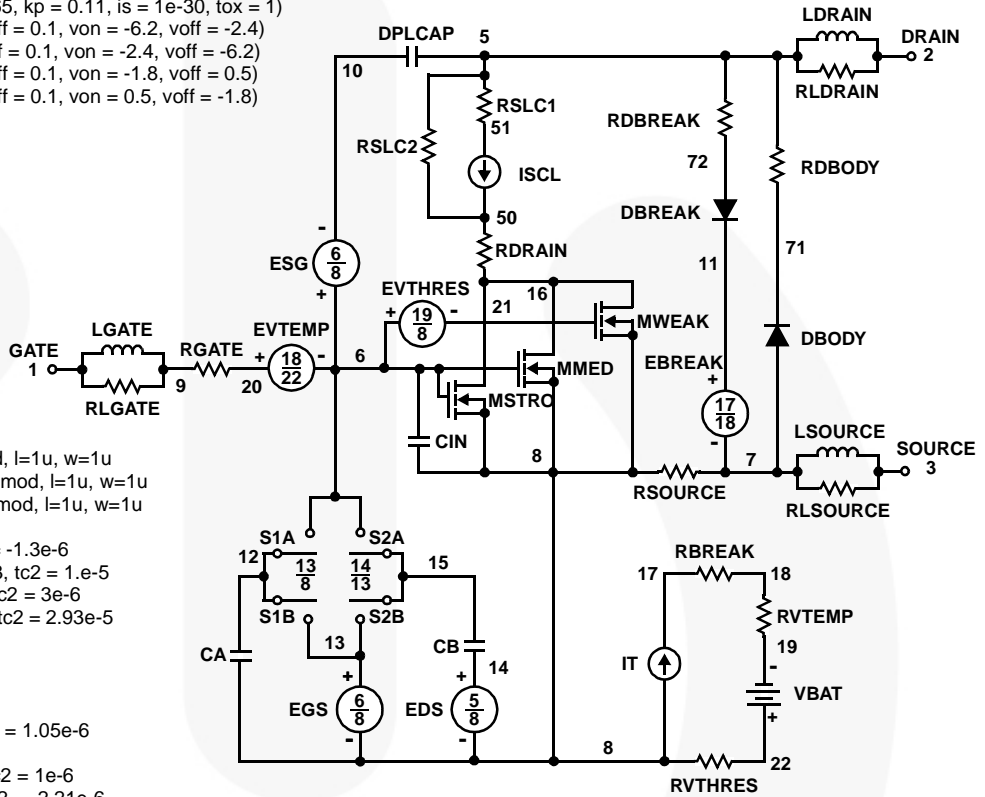 65, kp = 0.11, is = 1e-30, tox = 1)
off = 0.1, von = -6.2, voff = -2.4)
ff = 0.1, von = -2.4, voff = -6.2)
ff = 0.1, von = -1.8, voff = 0.5)
ff = 0.1, von = 0.5, voff = -1.8)
LDRAIN
DPLCAP 5 DRAIN
10 2
RLDRAIN
RSLC1
51
RDBREAK
RSLC2
72
RDBODY
ISCL
DBREAK
50
-
RDRAIN
71
ESG 6/8
11
+
EVTHRES
16
+ 19/8 -
21
MWEAK
LGATE
EVTEMP
DBODY
GATE
RGATE
+ 18/22 -
6
EBREAK
1
MMED
9
20
+
MSTRO
17/18
RLGATE
-
LSOURCE
CIN
SOURCE
8
7
3
d, l=1u, w=1u
mod, l=1u, w=1u
RSOURCE
mod, l=1u, w=1u
RLSOURCE
S1A
S2A
= -1.3e-6
12
13/8
14/13
15
RBREAK
3, tc2 = 1.e-5
17
18
c2 = 3e-6
tc2 = 2.93e-5
S1B
S2B
RVTEMP
13
CB
19
CA
14
IT
-
+
+
VBAT
EGS 6/8
EDS 5/8
+
= 1.05e-6
-
-
8
22
c2 = 1e-6
RVTHRES